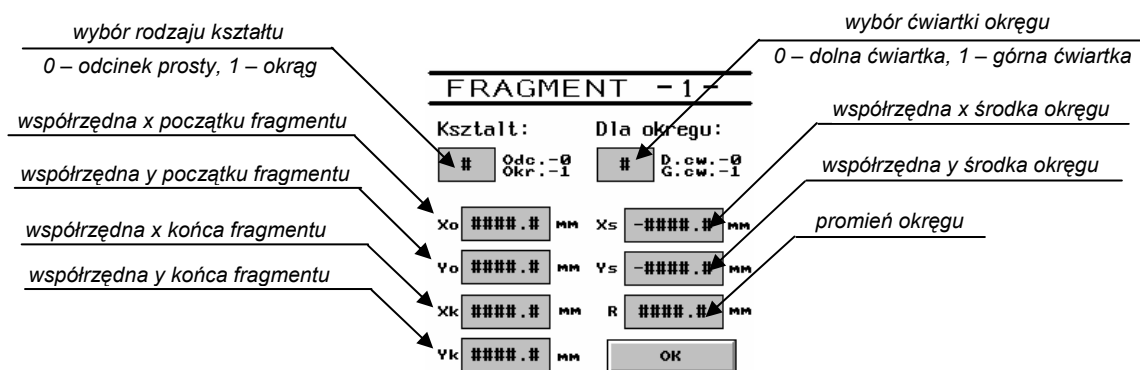 wybór rodzaju kształtu
0 – odcinek prosty, 1 – okrąg
wybór ćwiartki okręgu
0 – dolna ćwiartka, 1 – górna ćwiartka
współrzędna x początku fragmentu
współrzędna y początku fragmentu
współrzędna x końca fragmentu
współrzędna y końca fragmentu
współrzędna x środka okręgu
współrzędna y środka okręgu
promień okręgu
FRAGMENT -1-
Ksztalt: Dla okregu:
# Odc.-0 # D.cw.-0
Okr.-1 G.cw.-1
Xo ####.# mm Xs -####.# mm
Yo ####.# mm Ys -####.# mm
Xk ####.# mm R ####.# mm
Yk ####.# mm OK